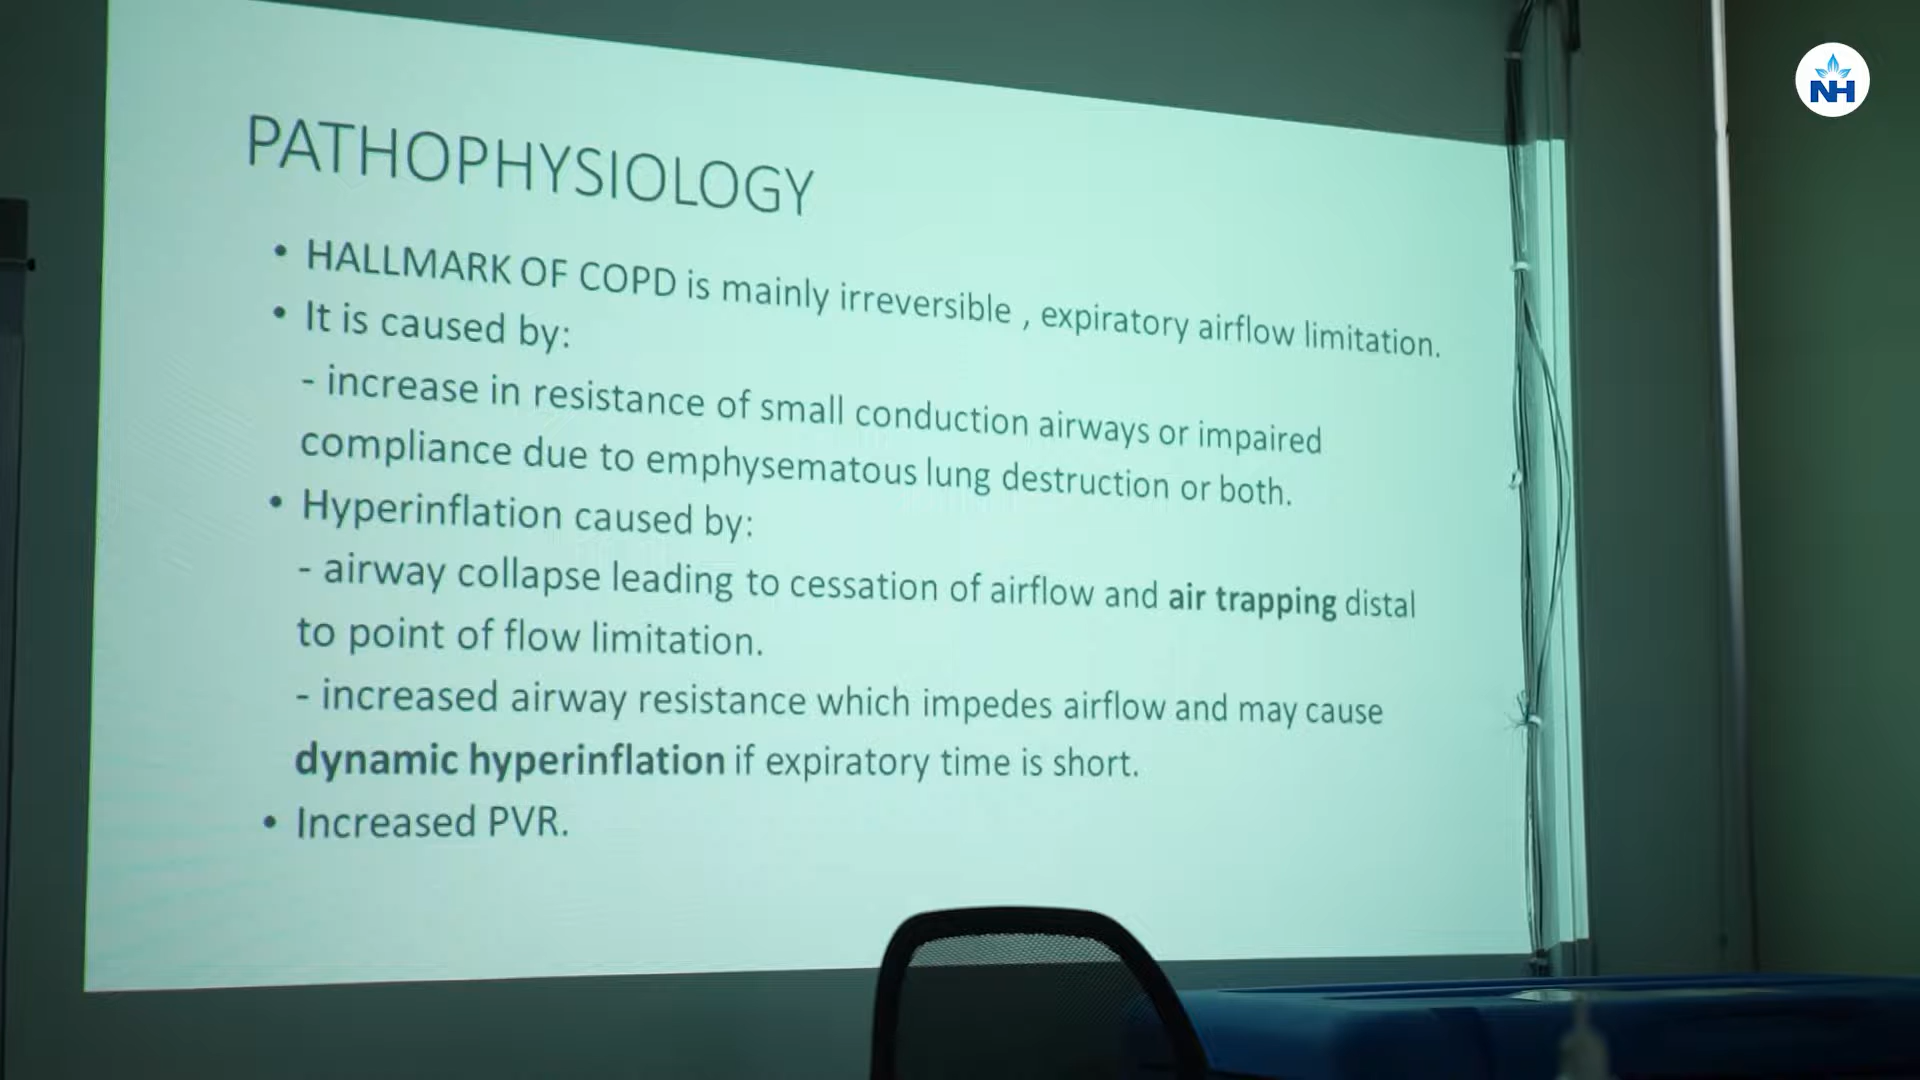 NH
PATHOPHYSIOLOGY
• HALLMARK OF COPD is mainly irreversible , expiratory airflow limitation.
• It is caused by:
- increase in resistance of small conduction airways or impaired
compliance due to emphysematous lung destruction or both.
• Hyperinflation caused by:
- airway collapse leading to cessation of airflow and air trapping distal
to point of flow limitation.
- increased airway resistance which impedes airflow and may cause
dynamic hyperinflation if expiratory time is short.
• Increased PVR.